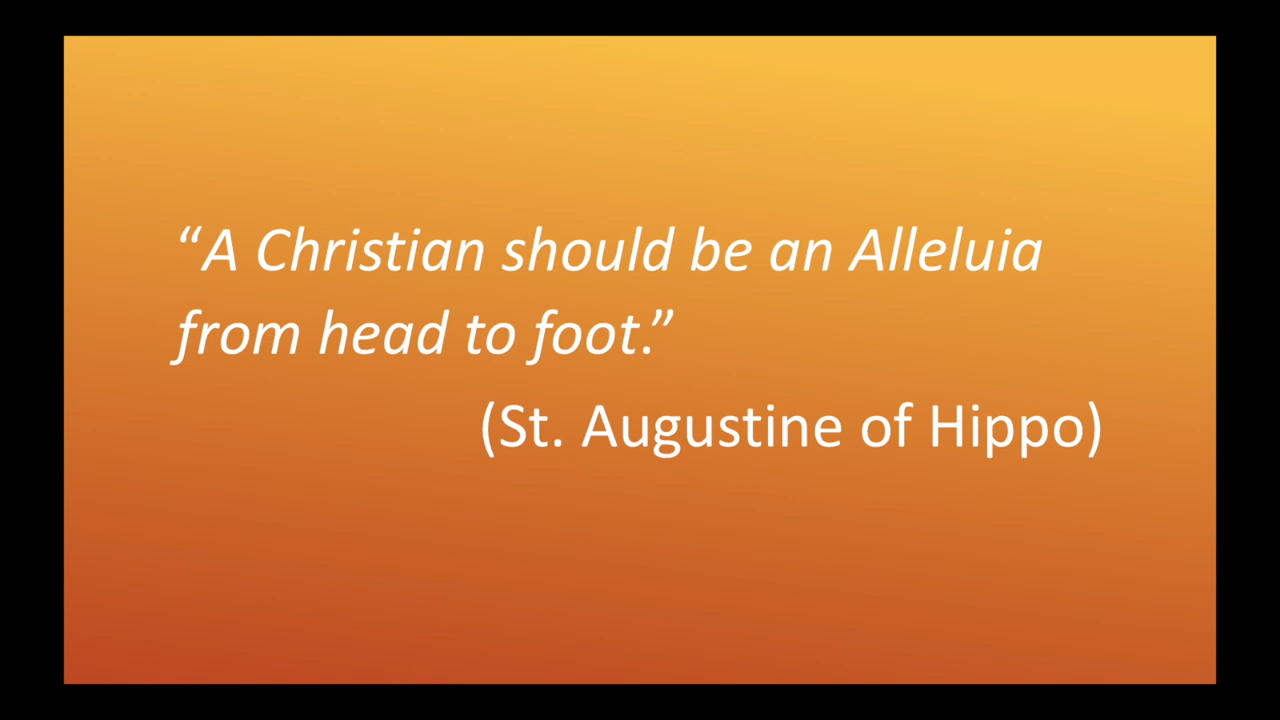 “A Christian should be an Alleluia
from head to foot.”
(St. Augustine of Hippo)